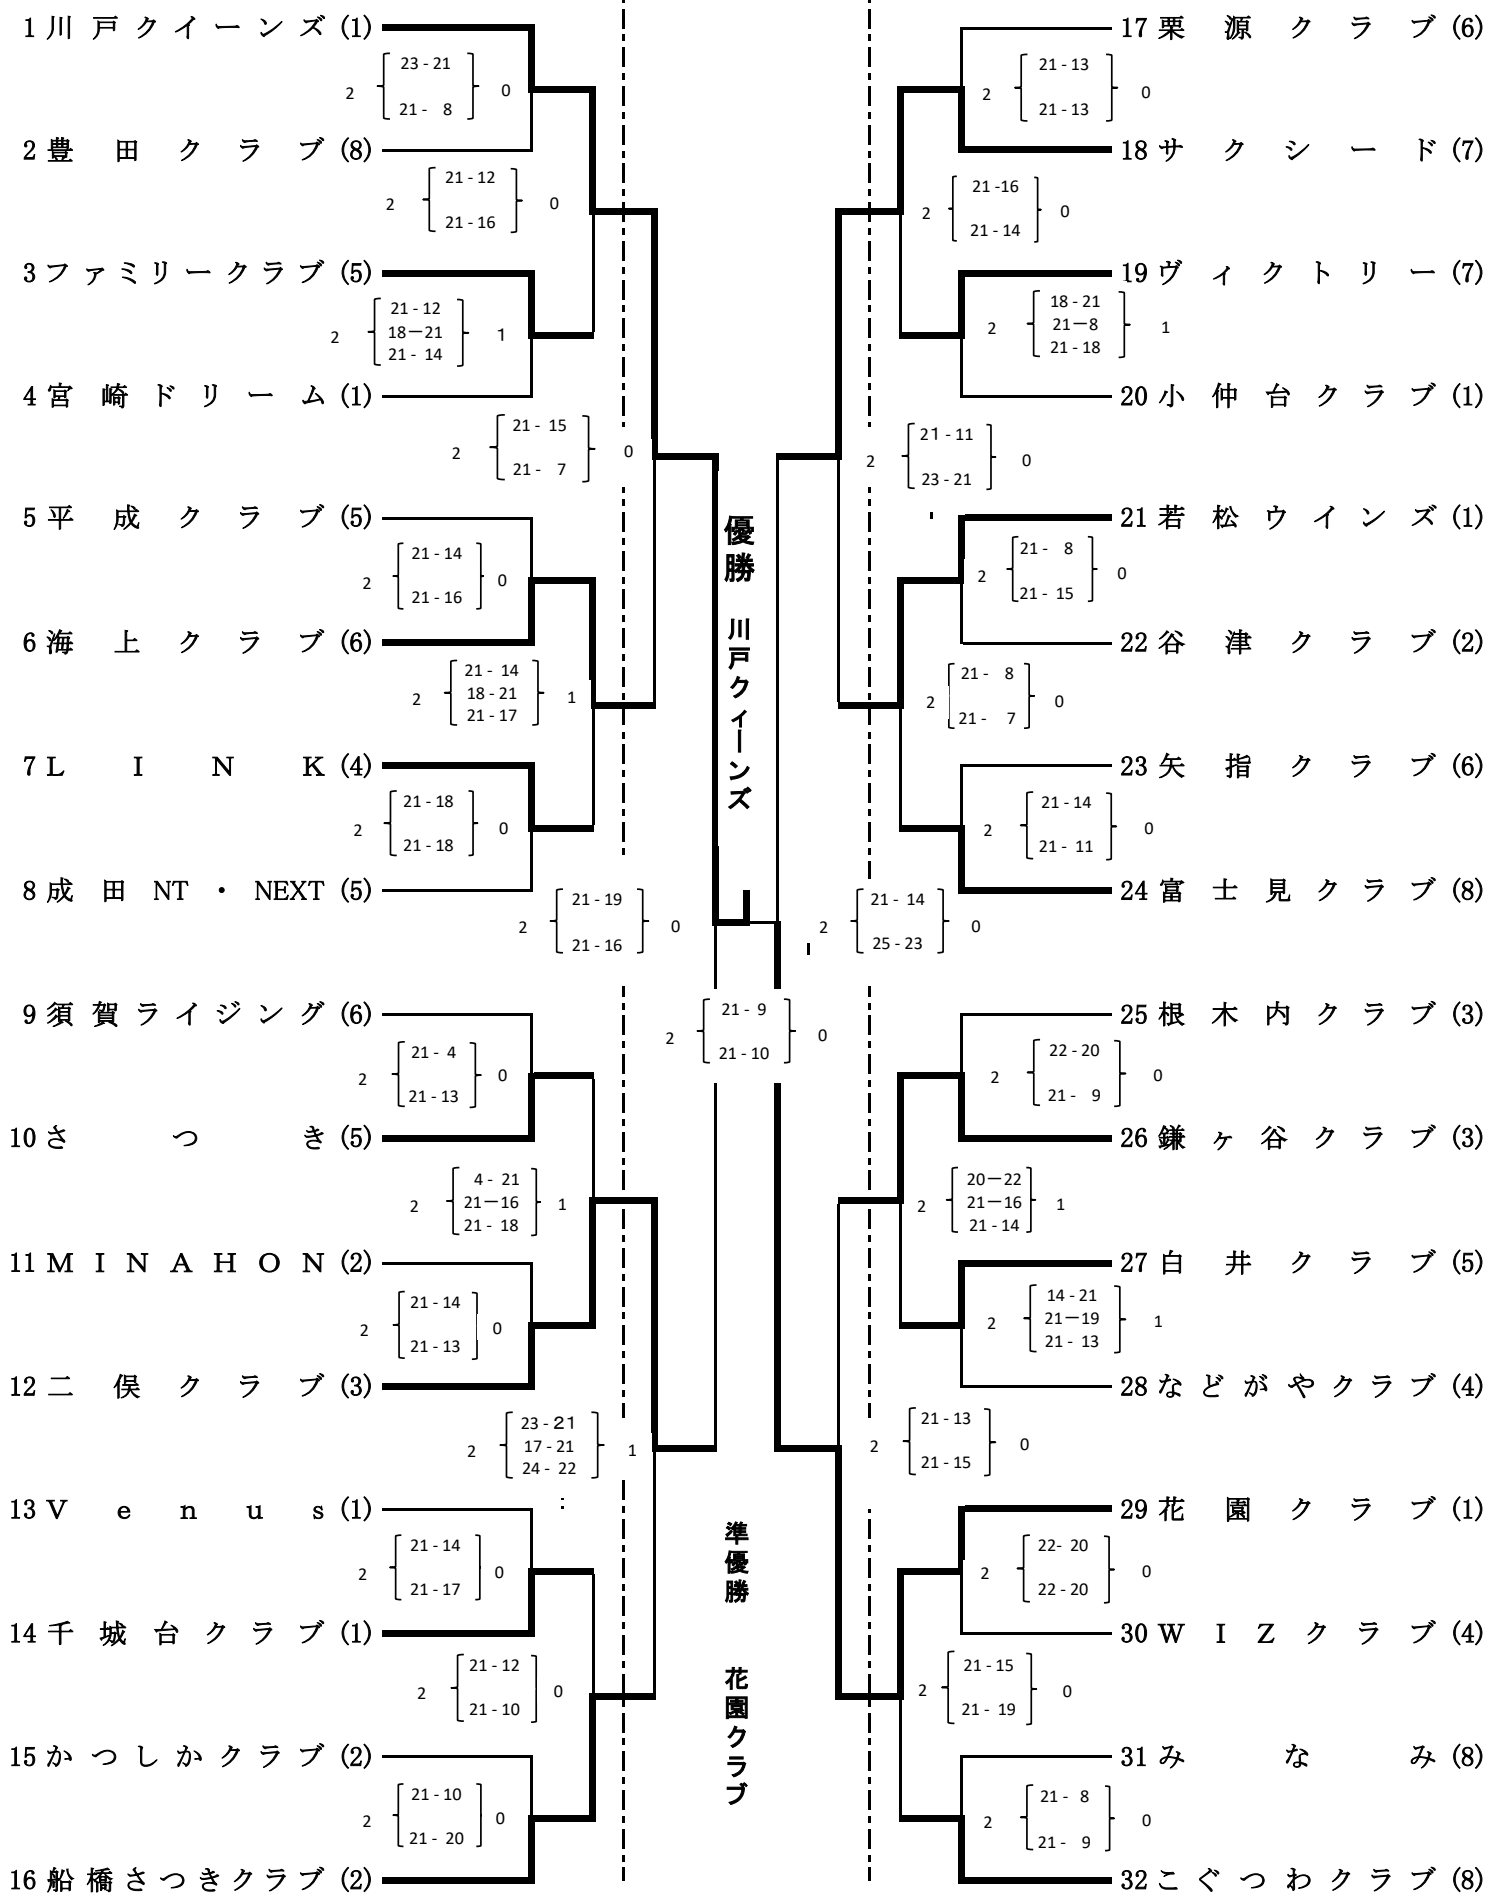 1 川戸クイーンズ (1)
23 - 21
2 0
21 - 8
2 豊田クラブ (8)
21 - 12
2 0
21 - 16
3 ファミリークラブ (5)
21 - 12
2 18－21 1
21 - 14
4 宮崎ドリーム (1)
21 - 15
2 0
21 - 7
5 平成クラブ (5)
21 - 14
2 0
21 - 16
6 海上クラブ (6)
21 - 14
2 18 - 21 1
21 - 17
7 ＬＩＮＫ (4)
21 - 18
2 0
21 - 18
8 成田NT・NEXT (5)
21 - 19
2 0
21 - 16
9 須賀ライジング (6)
21 - 4
2 0
21 - 13
10 さつき (5)
4 - 21
2 21－16 1
21 - 18
11 ＭＩＮＡＨＯＮ (2)
21 - 14
2 0
21 - 13
12 二俣クラブ (3)
23 - 21
2 17 - 21 1
24 - 22
13 Ｖｅｎｕｓ (1)
21 - 14
2 0
21 - 17
14 千城台クラブ (1)
21 - 12
2 0
21 - 10
15 かつしかクラブ (2)
21 - 10
2 0
21 - 20
16 船橋さつきクラブ (2)
優勝 川戸クイーンズ
21 - 9
2 0
21 - 10
準優勝 花園クラブ
17 栗源クラブ (6)
21 - 13
2 0
21 - 13
18 サクシード (7)
21 -16
2 0
21 - 14
19 ヴィクトリー (7)
18 - 21
2 21－8 1
21 - 18
20 小仲台クラブ (1)
21 - 11
2 0
23 - 21
21 若松ウインズ (1)
21 - 8
2 0
21 - 15
22 谷津クラブ (2)
21 - 8
2 0
21 - 7
23 矢指クラブ (6)
21 - 14
2 0
21 - 11
24 富士見クラブ (8)
21 - 14
2 0
25 - 23
25 根木内クラブ (3)
22 - 20
2 0
21 - 9
26 鎌ヶ谷クラブ (3)
20－22
2 21－16 1
21 - 14
27 白井クラブ (5)
14 - 21
2 21－19 1
21 - 13
28 などがやクラブ (4)
21 - 13
2 0
21 - 15
29 花園クラブ (1)
22- 20
2 0
22 - 20
30 ＷＩＺクラブ (4)
21 - 15
2 0
21 - 19
31 みなみ (8)
21 - 8
2 0
21 - 9
32 こぐつわクラブ (8)